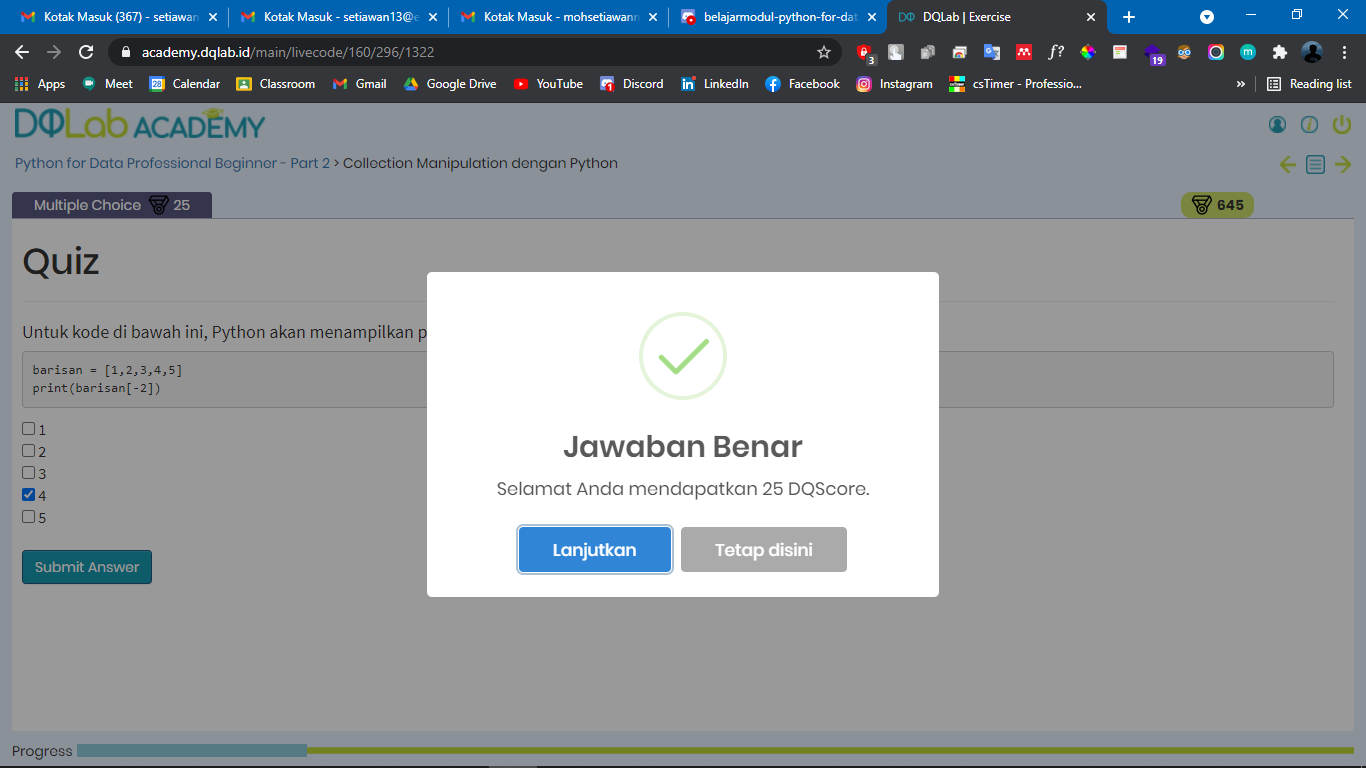 Kotak Masuk (367) - setiawan
Kotak Masuk - setiawan13@e
Kotak Masuk - mohsetiawann
belajarmodul-python-for-dat
DQLab | Exercise
academy.dqlab.id/main/livecode/160/296/1322
3
19
Apps
Meet
28
Calendar
Classroom
Gmail
Google Drive
YouTube
Discord
LinkedIn
Facebook
Instagram
csTimer - Professio...
»
Reading list
DQLab ACADEMY
Python for Data Professional Beginner - Part 2 > Collection Manipulation dengan Python
Multiple Choice 25
645
Quiz
Untuk kode di bawah ini, Python akan menampilkan p
barisan = [1,2,3,4,5]
print(barisan[-2])
1
2
3
4
5
Submit Answer
Jawaban Benar
Selamat Anda mendapatkan 25 DQScore.
Lanjutkan
Tetap disini
Progress